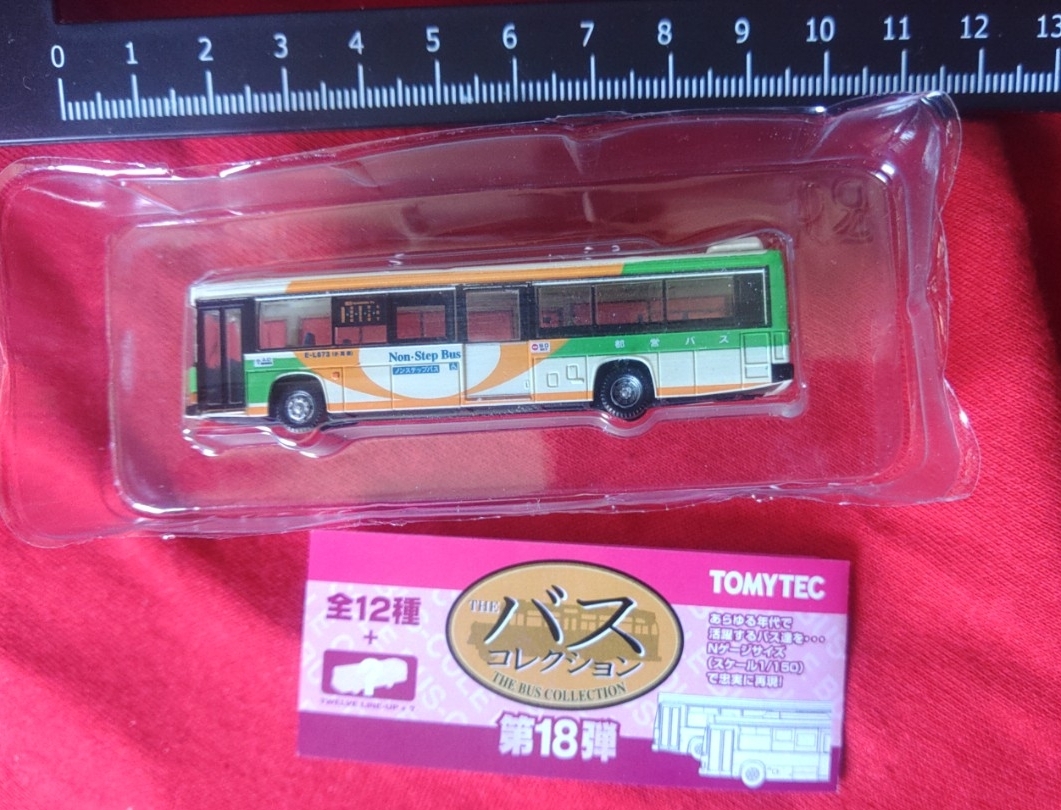 0 1 2 3 4 5 6 7 8 9 10 11 12 13
E-L673
Non-Step Bus
ノンステップバス
都営バス
全12種
+
TWELVE LINE-UP + ?
THE
バス
コレクション
THE BUS COLLECTION
第18弾
TOMYTEC
あらゆる年代で
活躍するバス達を・・・
Nゲージサイズ
(スケール1/150)
で忠実に再現!